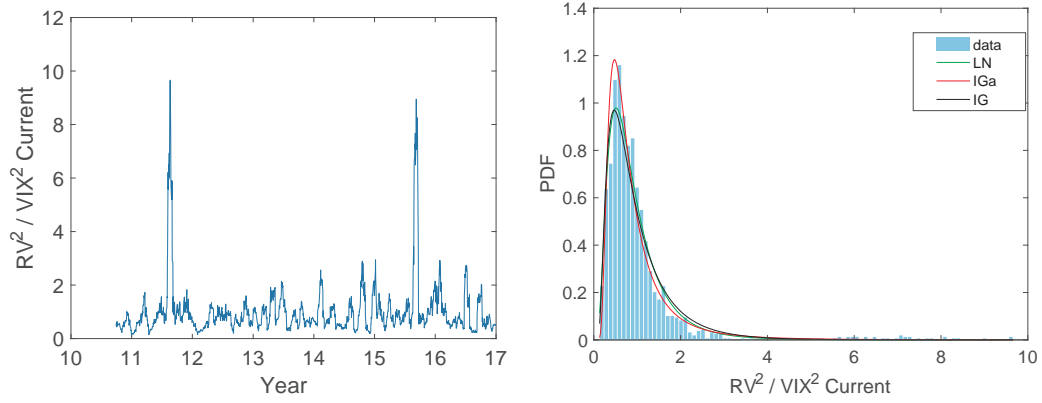 12
10
8
6
4
2
0
10 11 12 13 14 15 16 17
Year
RV² / VIX² Current
1.4
1.2
1
0.8
0.6
0.4
0.2
0
0 2 4 6 8 10
RV² / VIX² Current
PDF
data
LN
IGa
IG